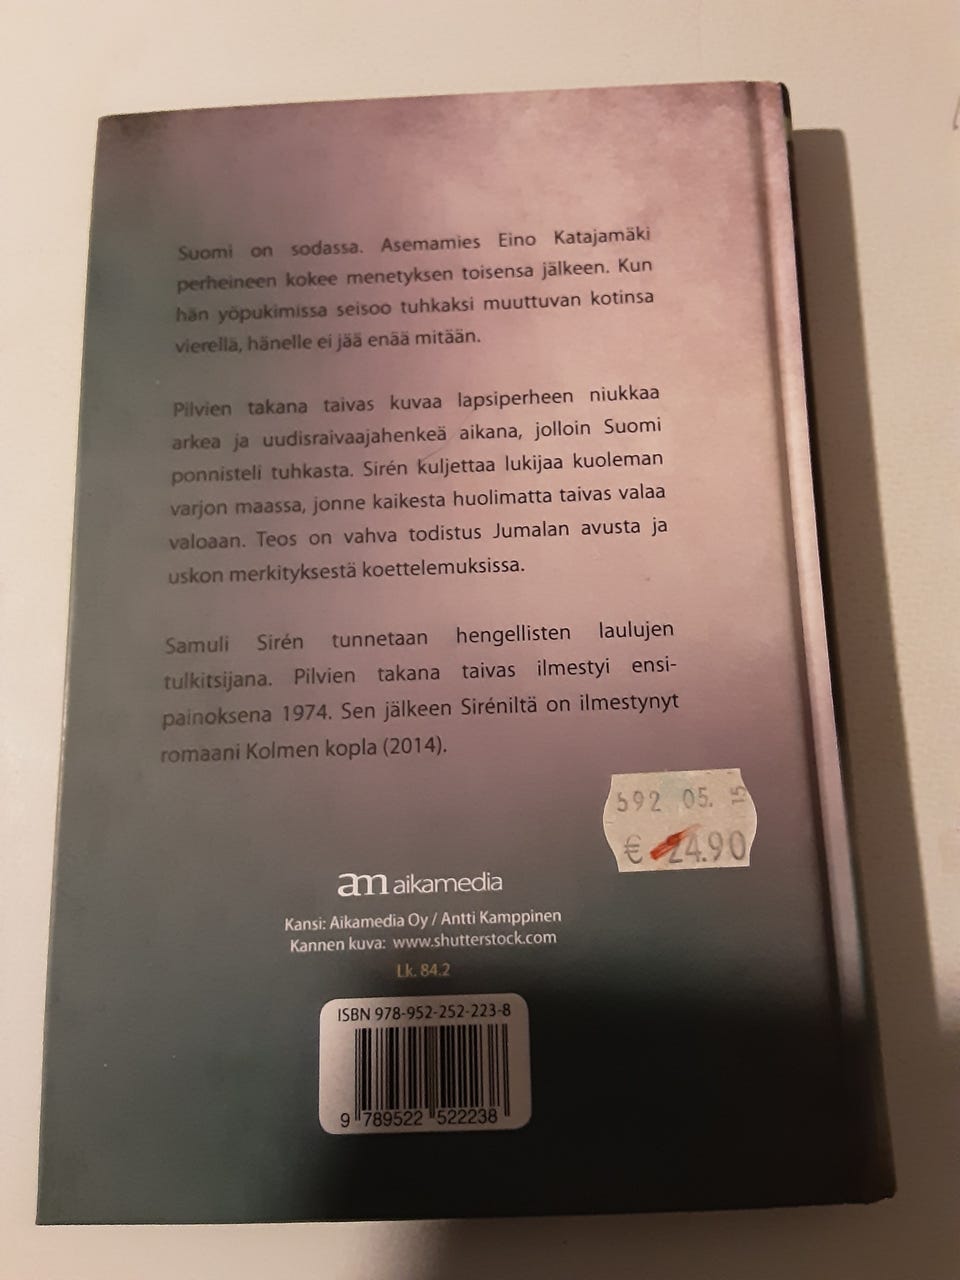 Suomi on sodassa. Asemamies Eino Katajamäki
perheineen kokee menetyksen toisensa jälkeen. Kun
hän yöpukimissa seisoo tuhkaksi muuttuvan kotinsa
vierellä, hänelle ei jää enää mitään.
Pilvien takana taivas kuvaa lapsiperheen niukkaa
arkea ja uudisraivaajahenkeä aikana, jolloin Suomi
ponnisteli tuhkasta. Sirén kuljettaa lukijaa kuoleman
varjon maassa, jonne kaikesta huolimatta taivas valaa
valoaan. Teos on vahva todistus Jumalan avusta ja
uskon merkityksestä koettelemuksissa.
Samuli Sirén tunnetaan hengellisten laulujen
tulkitsijana. Pilvien takana taivas ilmestyi ensi-
painoksena 1974. Sen jälkeen Siréniltä on ilmestynyt
romaani Kolmen kopla (2014).
592 05. 15
€ 24.90
am aikamedia
Kansi: Aikamedia Oy / Antti Kamppinen
Kannen kuva: www.shutterstock.com
Lk. 84.2
ISBN 978-952-252-223-8
9 789522 522238